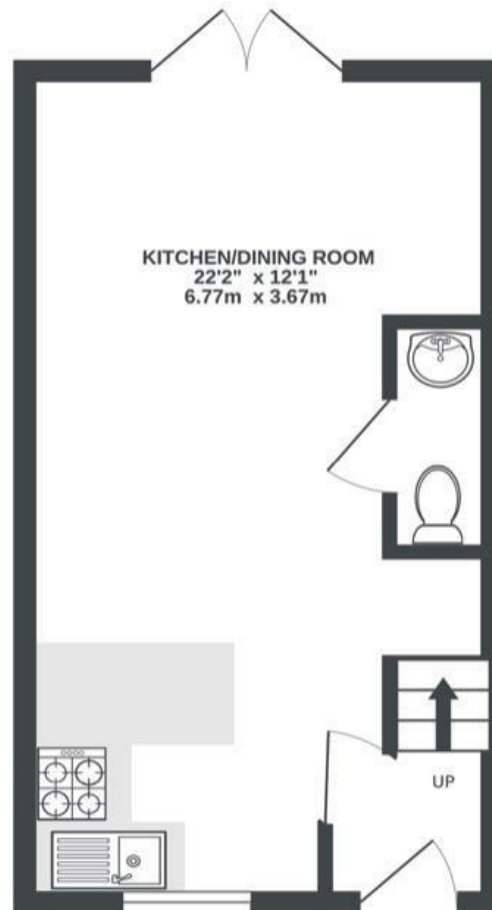 KITCHEN/DINING ROOM
22'2" x 12'1"
6.77m x 3.67m
UP